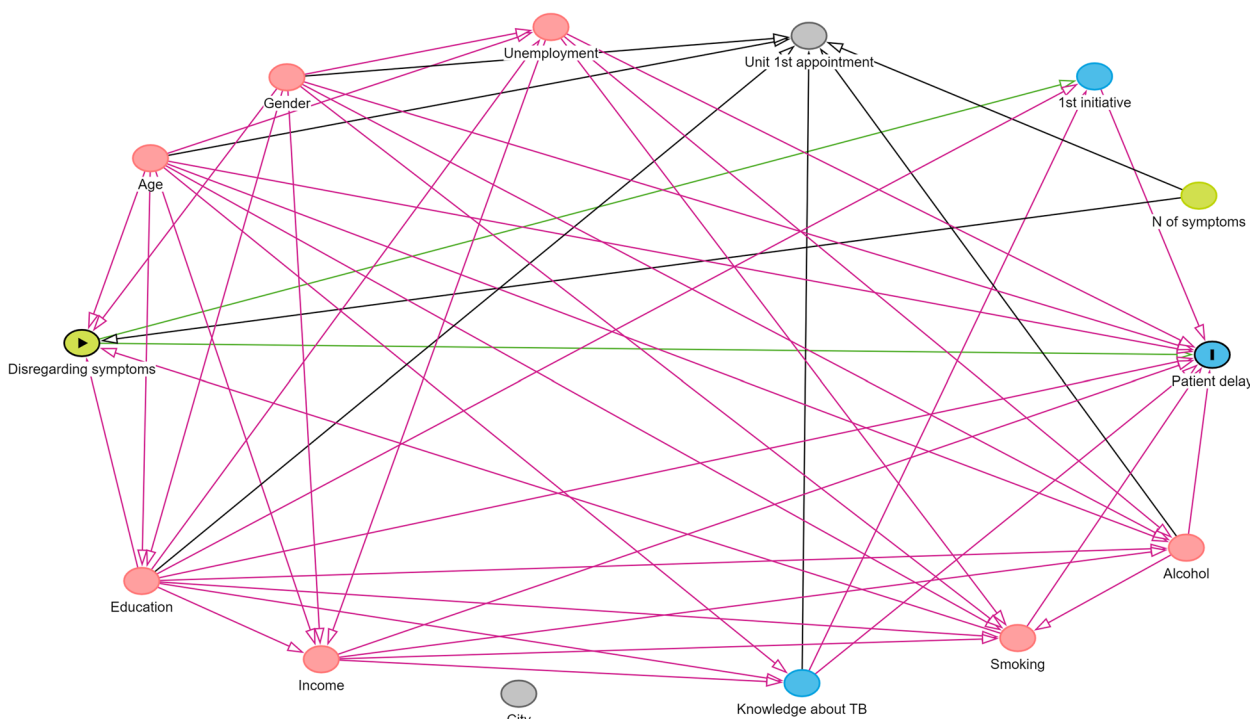 Unemployment
Unit 1st appointment
Gender
1st initiative
Age
N of symptoms
Disregarding symptoms
Patient delay
Education
Alcohol
Income
Smoking
Knowledge about TB
City